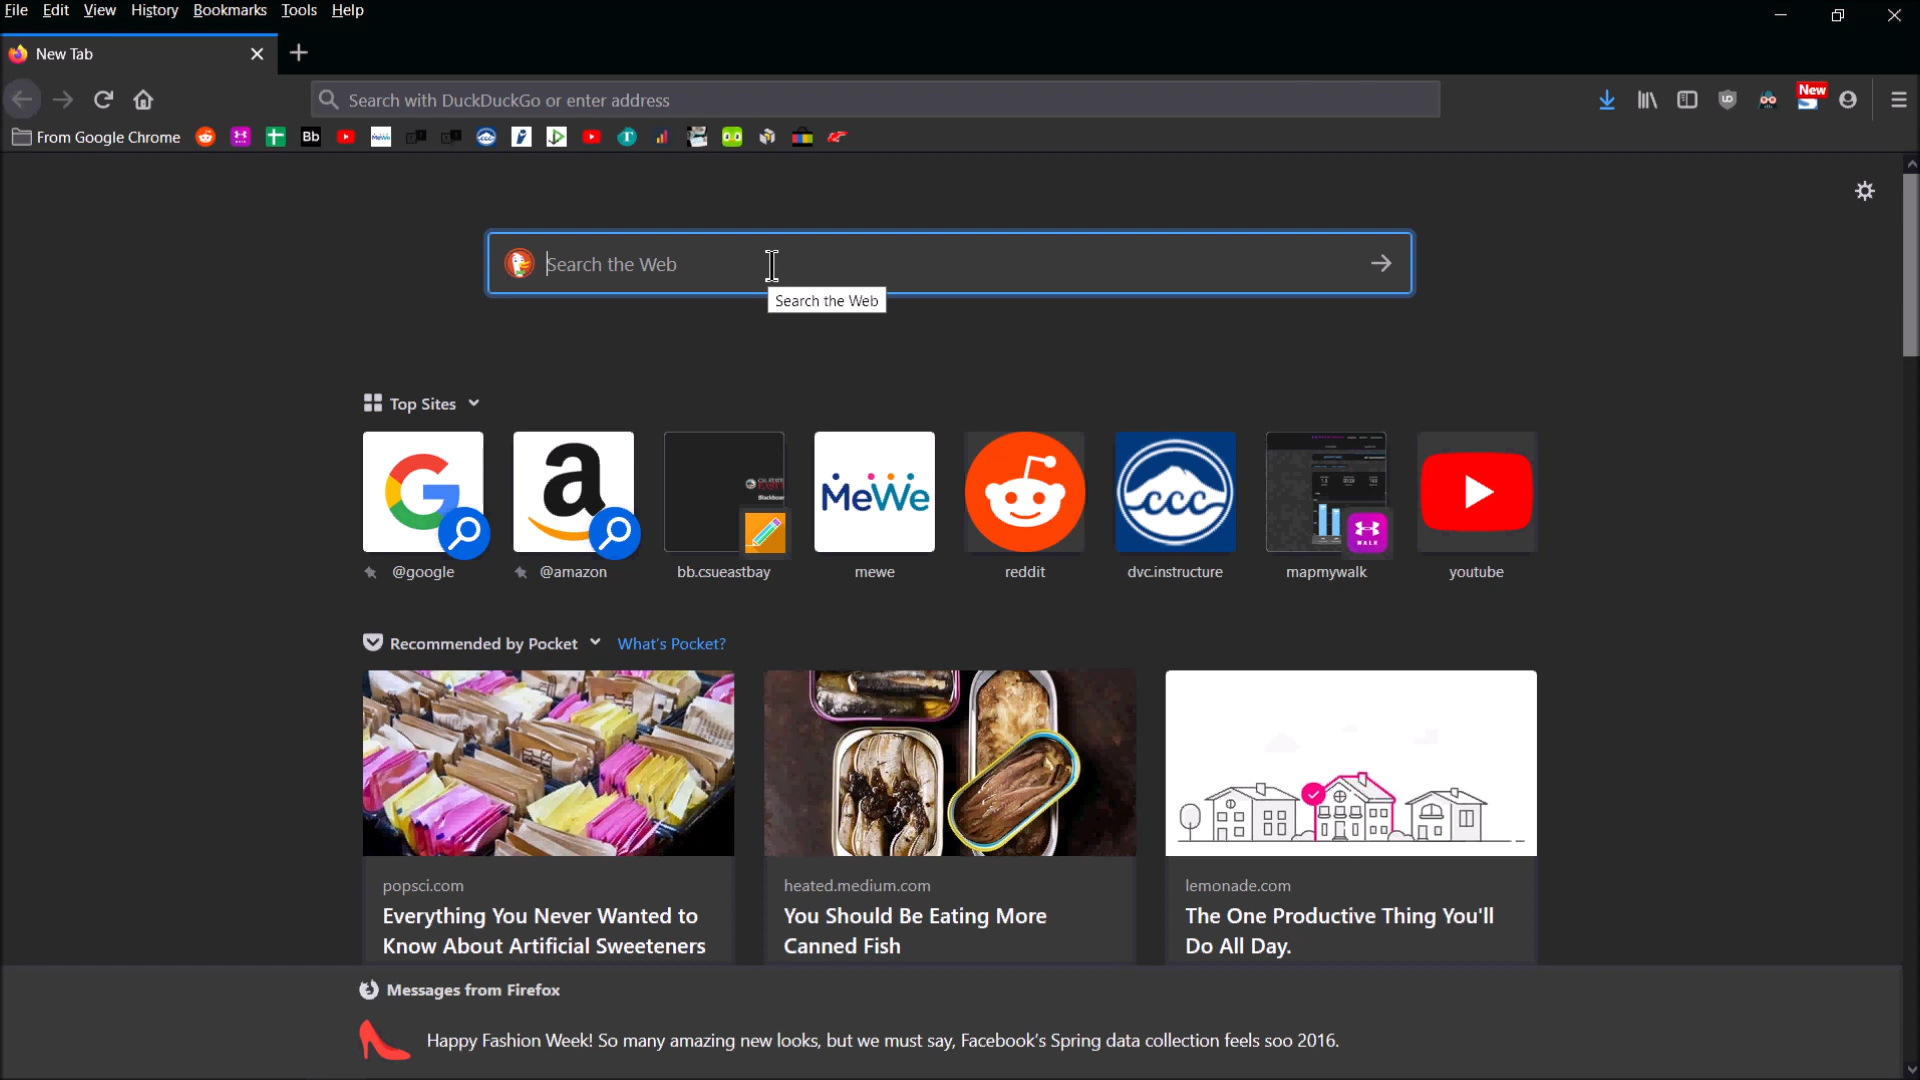 File Edit View History Bookmarks Tools Help
New Tab
Search with DuckDuckGo or enter address
New
From Google Chrome
Bb
MeWe
Search the Web
Search the Web
Top Sites
MeWe
ccc
WALK
@google
@amazon
bb.csueastbay
mewe
reddit
dvc.instructure
mapmywalk
youtube
Recommended by Pocket
What's Pocket?
popsci.com
Everything You Never Wanted to
Know About Artificial Sweeteners
heated.medium.com
You Should Be Eating More
Canned Fish
lemonade.com
The One Productive Thing You'll
Do All Day.
Messages from Firefox
Happy Fashion Week! So many amazing new looks, but we must say, Facebook's Spring data collection feels soo 2016.